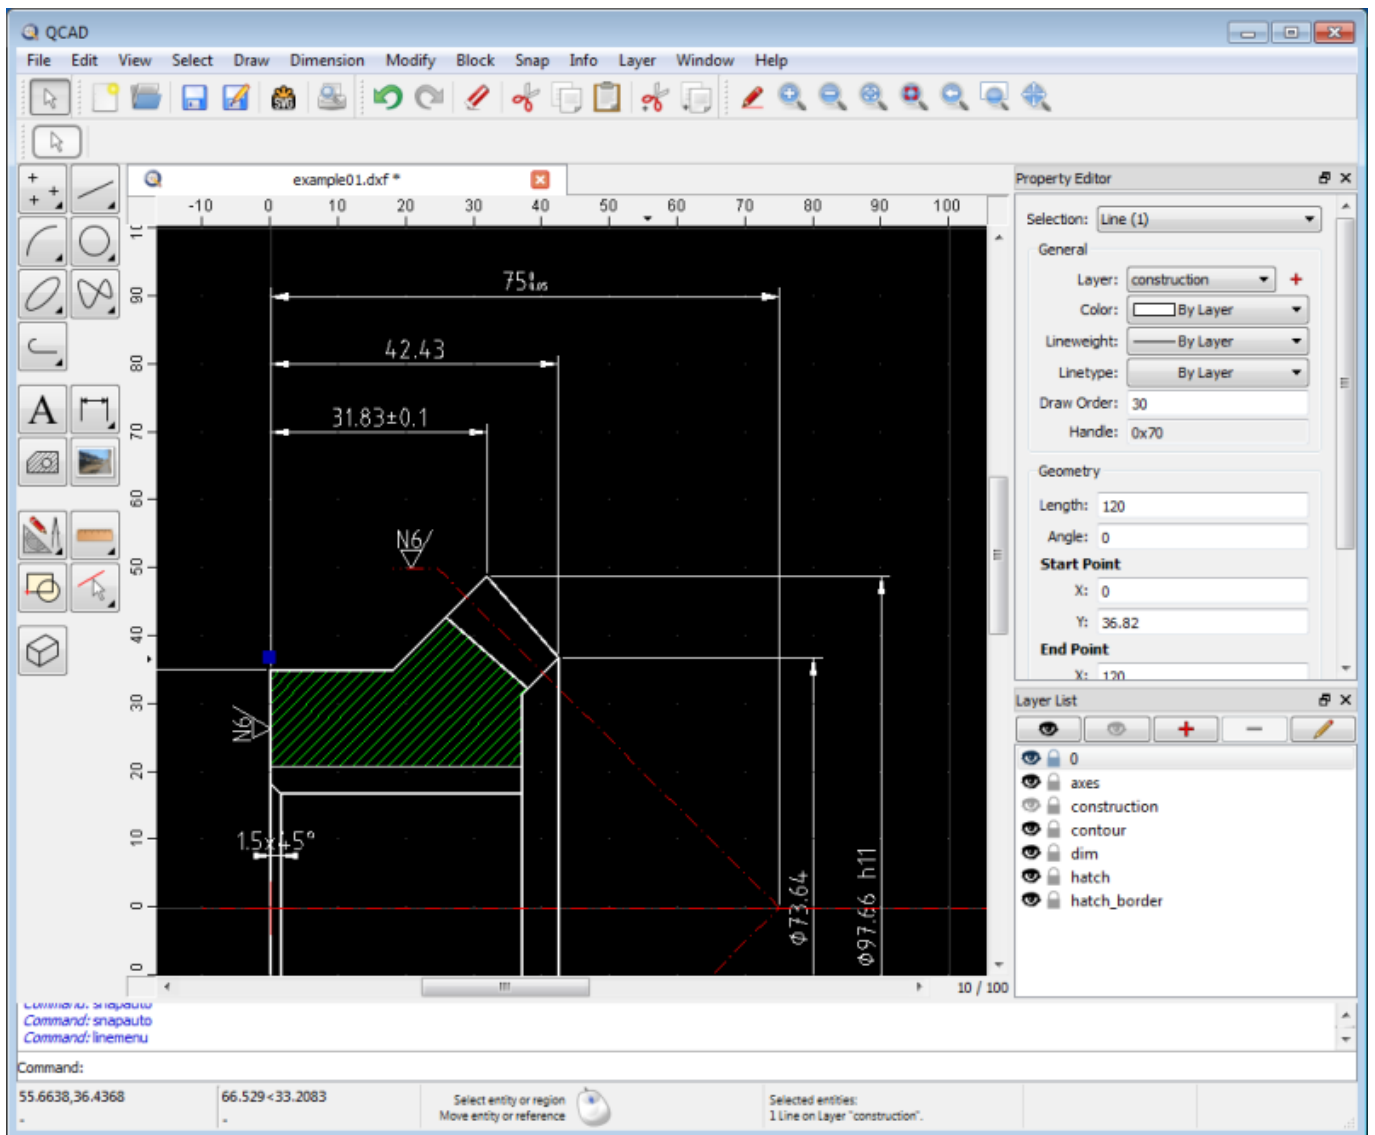 QCAD
File Edit View Select Draw Dimension Modify Block Snap Info Layer Window Help
SVG
example01.dxf *
-10 0 10 20 30 40 50 60 70 80 90 100
90
80
70
60
50
40
30
20
10
0
75
42.43
31.83±0.1
N6
N6
1.5x45°
Φ73.64
Φ97.66 h11
10 / 100
Property Editor
Selection: Line (1)
General
Layer: construction
Color: By Layer
Lineweight: By Layer
Linetype: By Layer
Draw Order: 30
Handle: 0x70
Geometry
Length: 120
Angle: 0
Start Point
X: 0
Y: 36.82
End Point
X: 120
Layer List
0
axes
construction
contour
dim
hatch
hatch_border
Command: snapauto
Command: snapauto
Command: linemenu
Command:
55.6638,36.4368
66.529<33.2083
Select entity or region
Move entity or reference
Selected entities:
1 Line on Layer "construction".